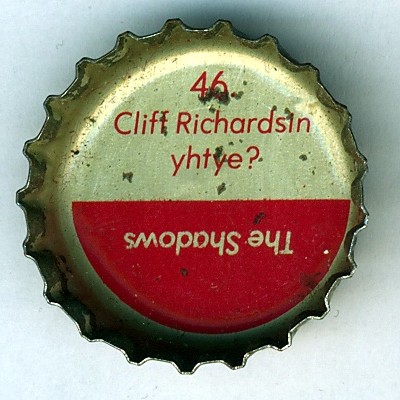 46.
Cliff Richardsin
yhtye?
The Shadows